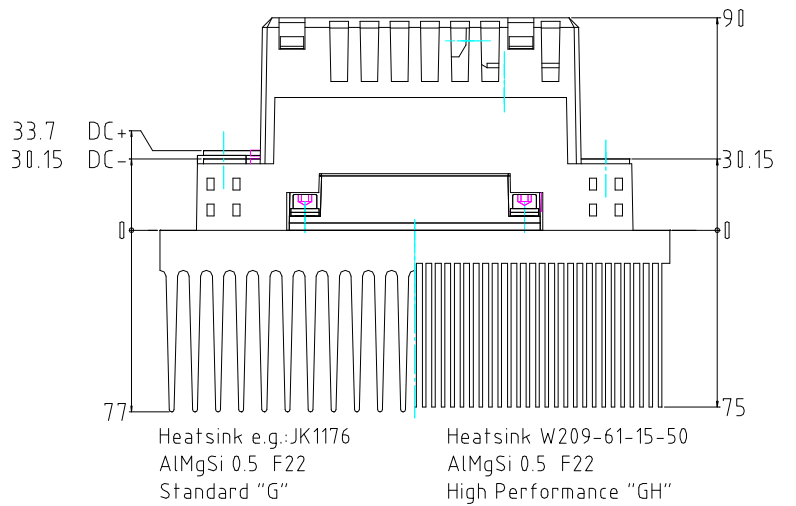 90
33.7 DC+
30.15 DC-
30.15
0
0
77
75
Heatsink e.g.:JK1176
AlMgSi 0.5 F22
Standard "G"
Heatsink W209-61-15-50
AlMgSi 0.5 F22
High Performance "GH"